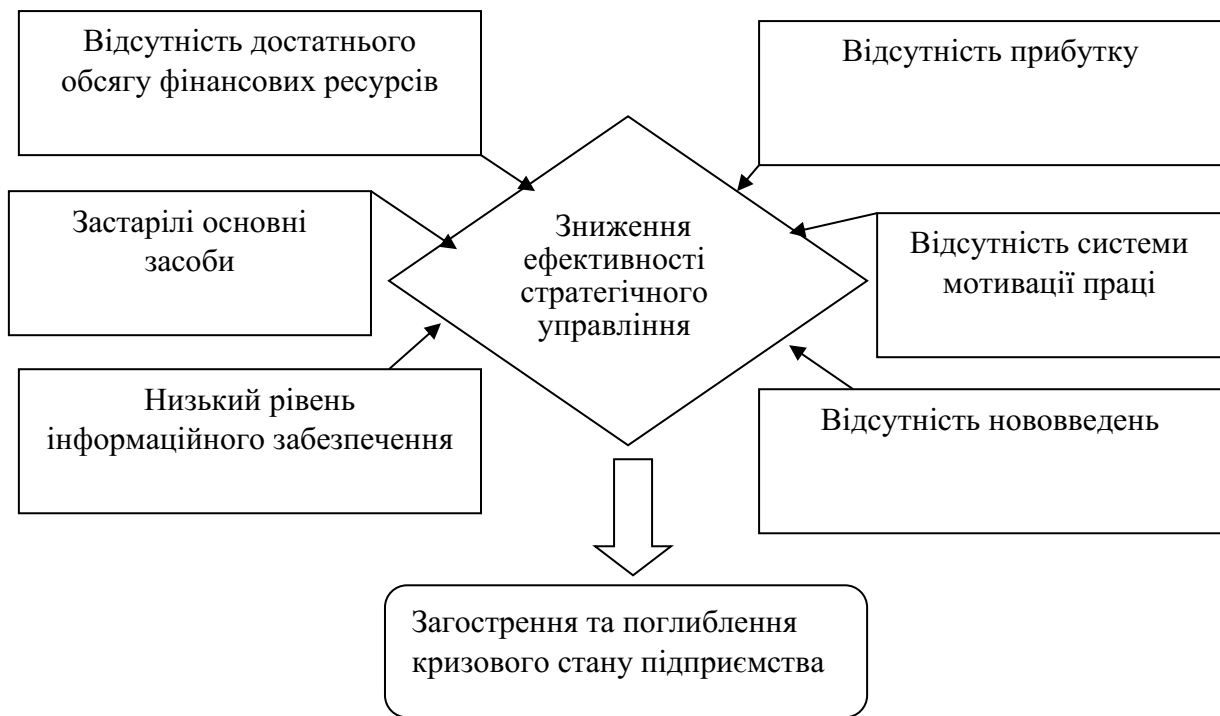 Відсутність достатнього
обсягу фінансових ресурсів
Відсутність прибутку
Застарілі основні
засоби
Зниження
ефективності
стратегічного
управління
Відсутність системи
мотивації праці
Низький рівень
інформаційного забезпечення
Відсутність нововведень
Загострення та поглиблення
кризового стану підприємства